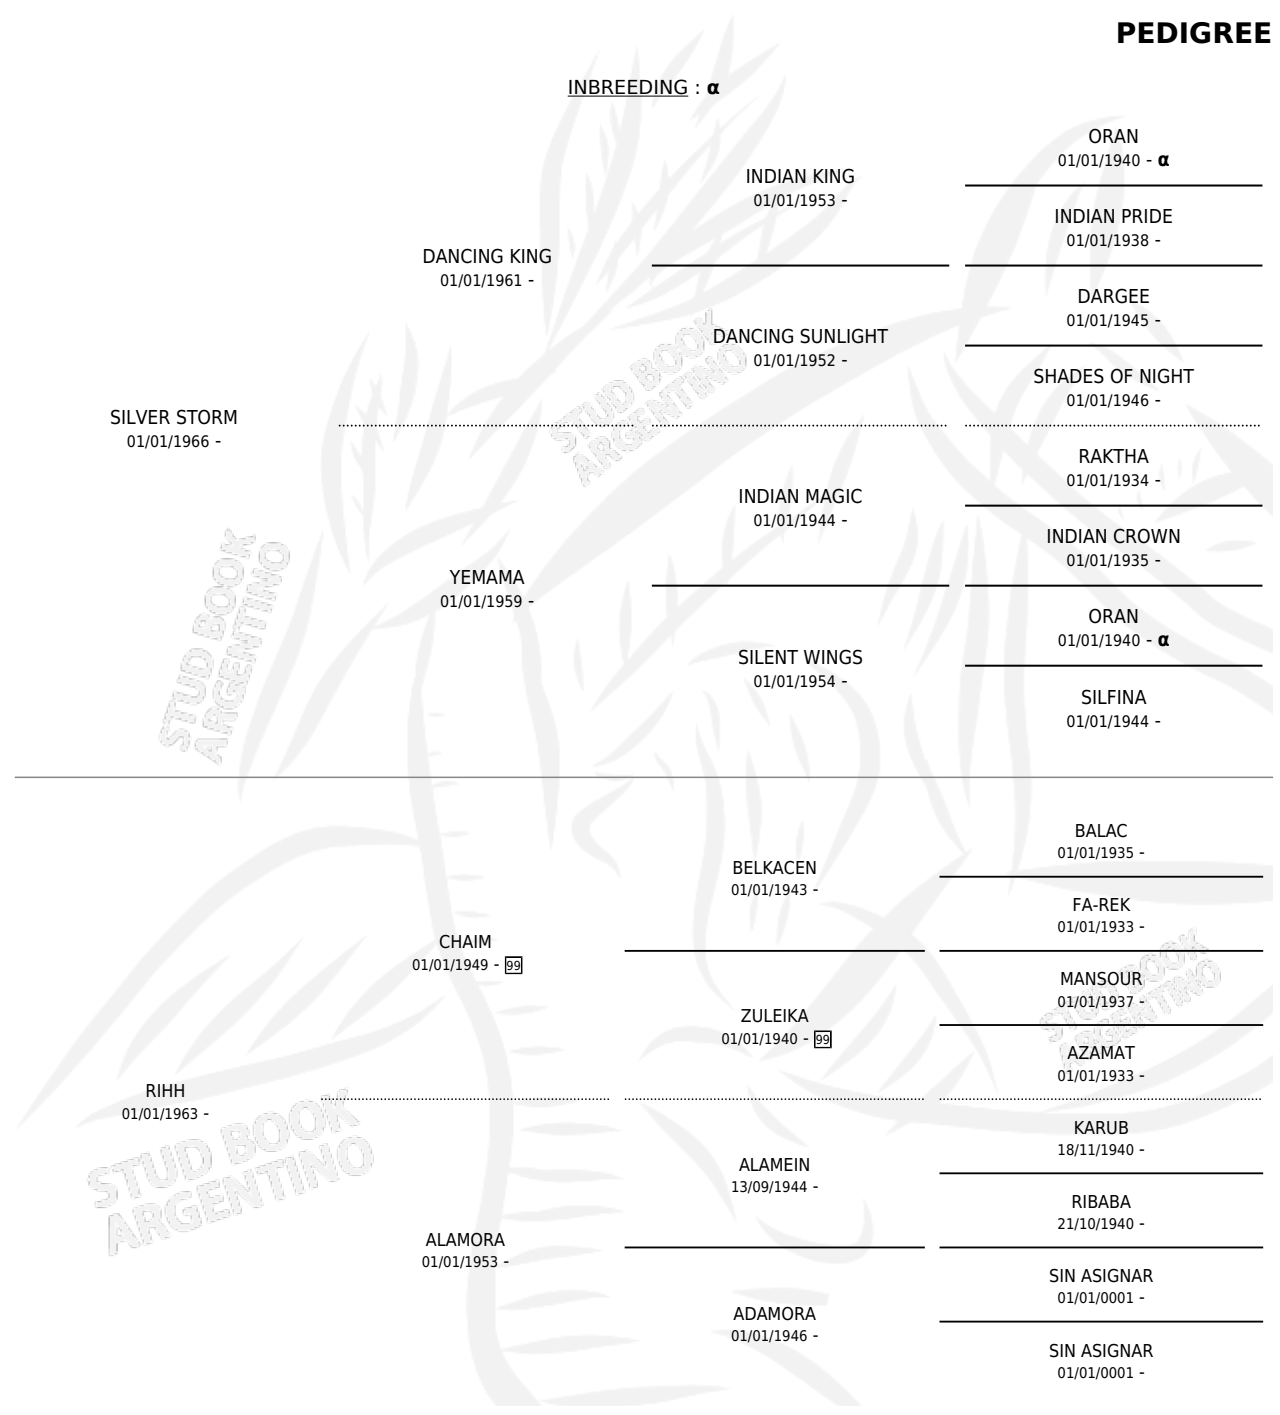 PEDIGREE
INBREEDING : α
ORAN
01/01/1940 - α
INDIAN KING
01/01/1953 -
INDIAN PRIDE
01/01/1938 -
DANCING KING
01/01/1961 -
DARGEE
01/01/1945 -
DANCING SUNLIGHT
01/01/1952 -
SHADES OF NIGHT
01/01/1946 -
SILVER STORM
01/01/1966 -
RAKTHA
01/01/1934 -
INDIAN MAGIC
01/01/1944 -
INDIAN CROWN
01/01/1935 -
YEMAMA
01/01/1959 -
ORAN
01/01/1940 - α
SILENT WINGS
01/01/1954 -
SILFINA
01/01/1944 -
BALAC
01/01/1935 -
BELKACEN
01/01/1943 -
FA-REK
01/01/1933 -
CHAIM
01/01/1949 - 99
MANSOUR
01/01/1937 -
ZULEIKA
01/01/1940 - 99
AZAMAT
01/01/1933 -
RIHH
01/01/1963 -
KARUB
18/11/1940 -
ALAMEIN
13/09/1944 -
RIBABA
21/10/1940 -
ALAMORA
01/01/1953 -
SIN ASIGNAR
01/01/0001 -
ADAMORA
01/01/1946 -
SIN ASIGNAR
01/01/0001 -
STUD BOOK
ARGENTINO
STUD BOOK
ARGENTINO
STUD BOOK
ARGENTINO
STUD BOOK
ARGENTINO